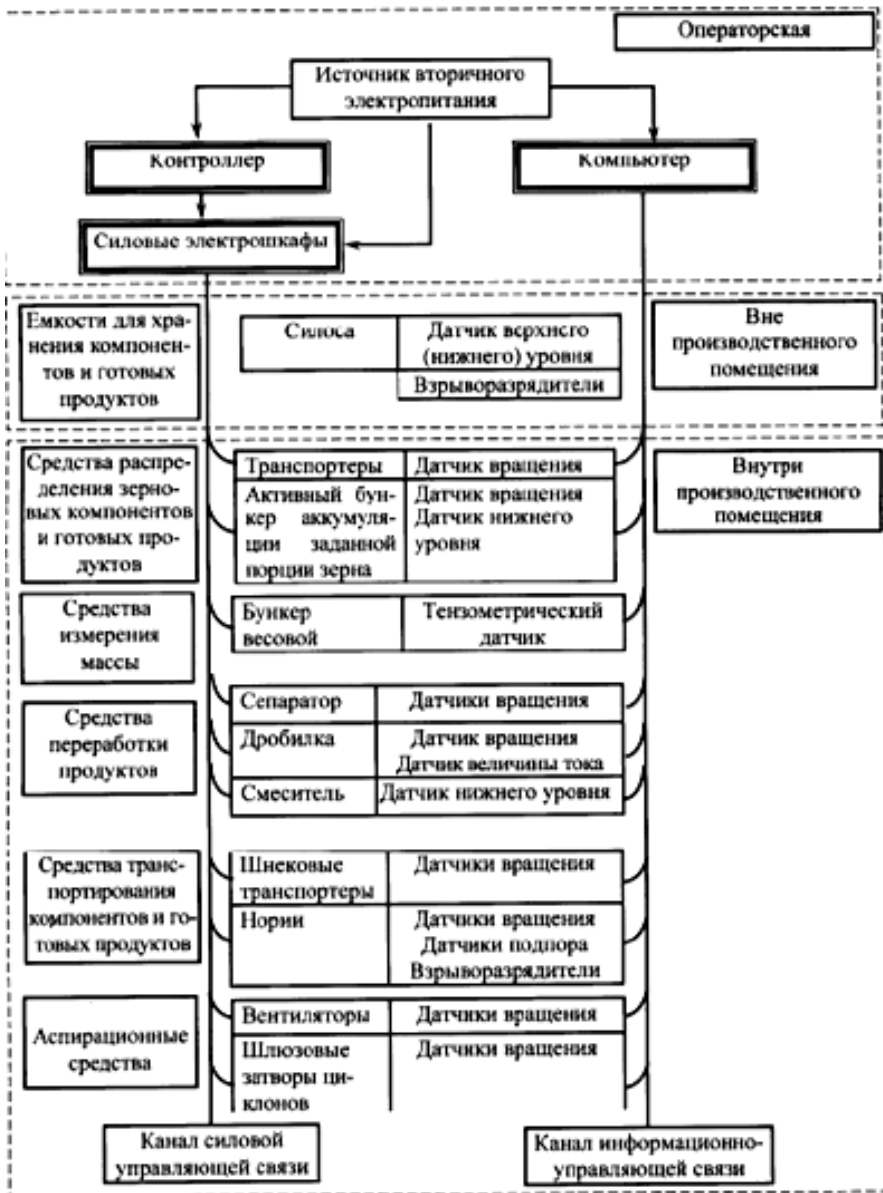 Операторская
Источник вторичного
электропитания
Контроллер
Компьютер
Силовые электрошкафы
Емкости для хра-
нения компонен-
тов и готовых
продуктов
Силоса
Датчик верхнего
(нижнего) уровня
Взрыворазрядители
Вне
производственного
помещения
Средства распре-
деления зерно-
вых компонентов
и готовых про-
дуктов
Транспортеры
Датчик вращения
Активный бун-
кер аккумуля-
ции заданной
порции зерна
Датчик вращения
Датчик нижнего
уровня
Внутри
производственного
помещения
Средства
измерения
массы
Бункер
весовой
Тензометрический
датчик
Средства
переработки
продуктов
Сепаратор
Датчики вращения
Дробилка
Датчик вращения
Датчик величины тока
Смеситель
Датчик нижнего уровня
Средства транс-
портирования
компонентов и го-
товых продуктов
Шнековые
транспортеры
Датчики вращения
Нории
Датчики вращения
Датчики подпора
Взрыворазрядители
Аспирационные
средства
Вентиляторы
Датчики вращения
Шлюзовые
затворы ци-
клонов
Датчики вращения
Канал силовой
управляющей связи
Канал информационно-
управляющей связи